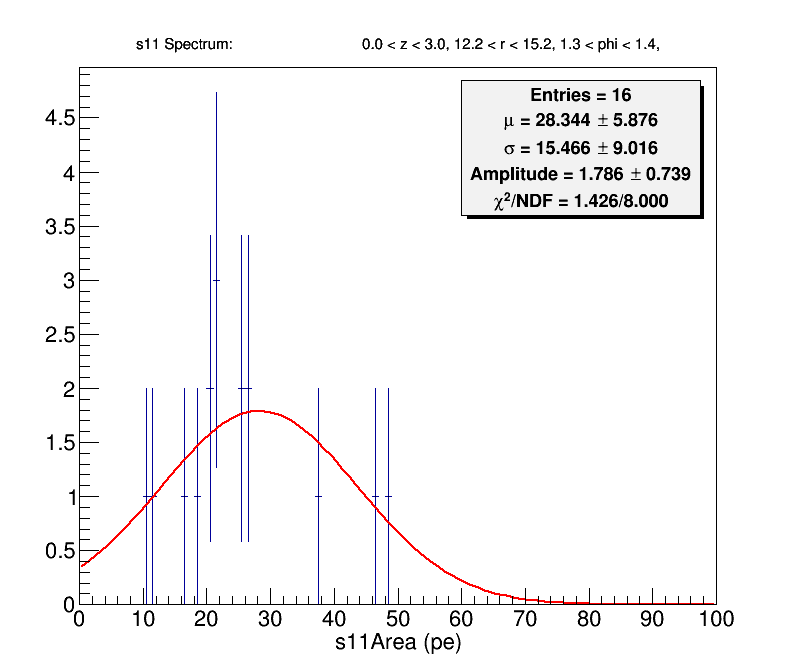 s11 Spectrum: 0.0 < z < 3.0, 12.2 < r < 15.2, 1.3 < phi < 1.4,
Entries = 16
μ = 28.344 ± 5.876
σ = 15.466 ± 9.016
Amplitude = 1.786 ± 0.739
χ²/NDF = 1.426/8.000
4.5
4
3.5
3
2.5
2
1.5
1
0.5
0
0 10 20 30 40 50 60 70 80 90 100
s11Area (pe)